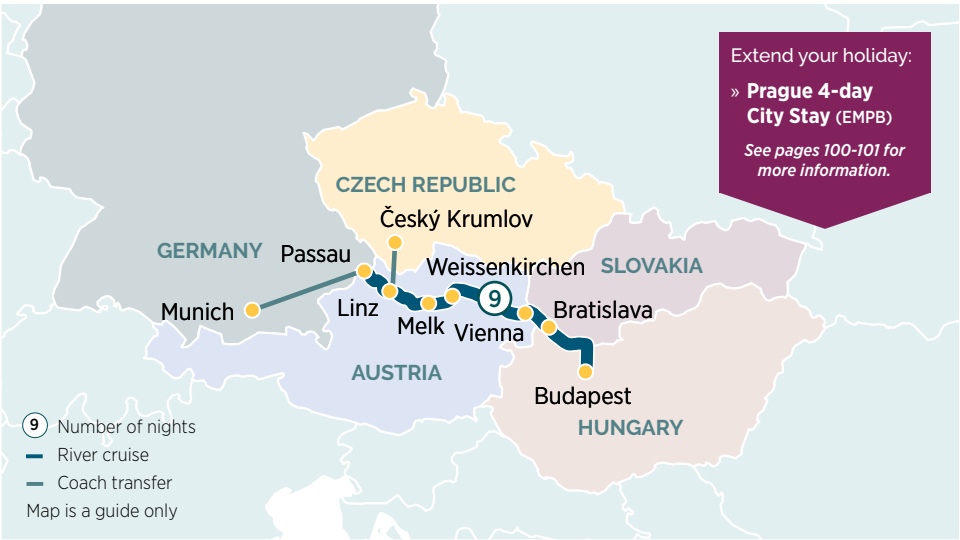 Extend your holiday:
» Prague 4-day
City Stay (EMPB)
See pages 100-101 for
more information.
CZECH REPUBLIC
Český Krumlov
GERMANY
Passau
Weissenkirchen
SLOVAKIA
Munich
Linz
9
Bratislava
Melk
Vienna
AUSTRIA
Budapest
HUNGARY
9 Number of nights
River cruise
Coach transfer
Map is a guide only